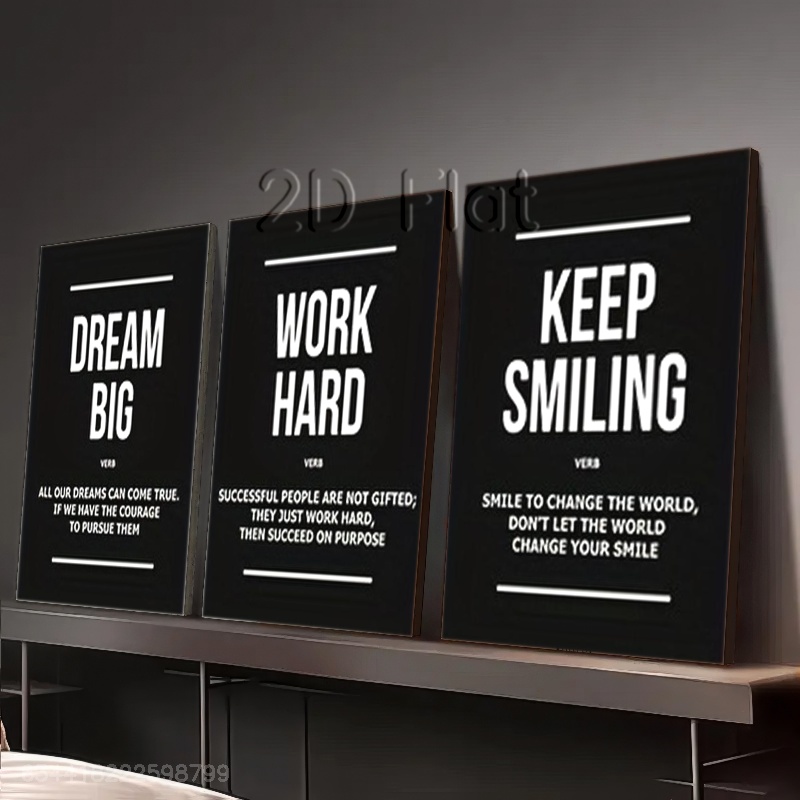 2D Flat
DREAM
BIG
VERB
ALL OUR DREAMS CAN COME TRUE.
IF WE HAVE THE COURAGE
TO PURSUE THEM
WORK
HARD
VERB
SUCCESSFUL PEOPLE ARE NOT GIFTED;
THEY JUST WORK HARD,
THEN SUCCEED ON PURPOSE
KEEP
SMILING
VERB
SMILE TO CHANGE THE WORLD,
DON'T LET THE WORLD
CHANGE YOUR SMILE